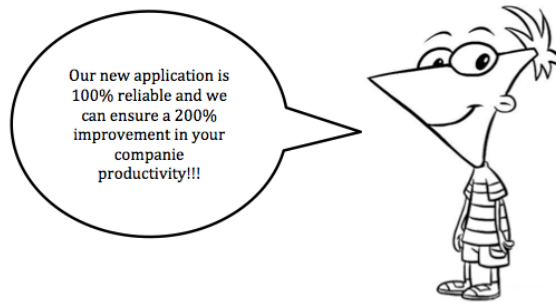 Our new application is
100% reliable and we
can ensure a 200%
improvement in your
companie
productivity!!!